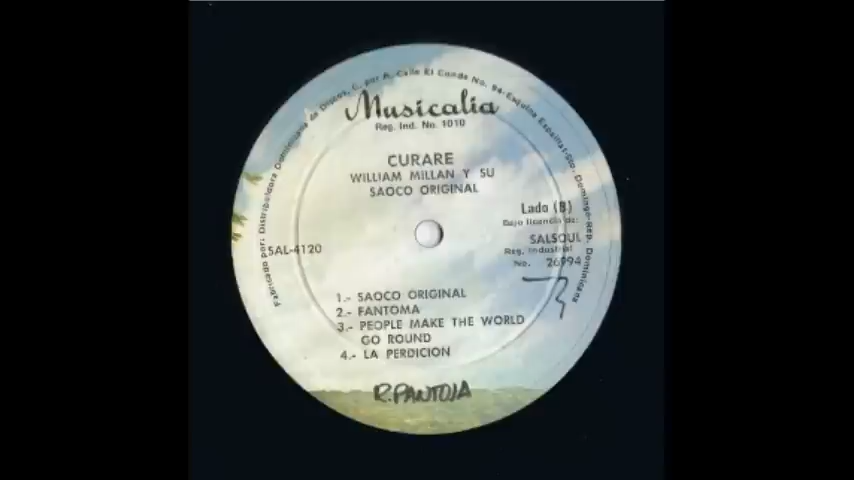 Fabricado por: Distribuidora Dominicana de Discos, C. por A. Calle El Conde No. 94-Esquina Espaillat-Sto. Domingo-Rep. Dominicana
Musicalia
Reg. Ind. No. 1010
CURARE
WILLIAM MILLAN Y SU
SAOCO ORIGINAL
Lado (B)
Bajo licencia de:
SALSOUL
Reg. Industrial
No. 26994
SAL-4120
1.- SAOCO ORIGINAL
2.- FANTOMA
3.- PEOPLE MAKE THE WORLD
GO ROUND
4.- LA PERDICION
R. PANTOJA